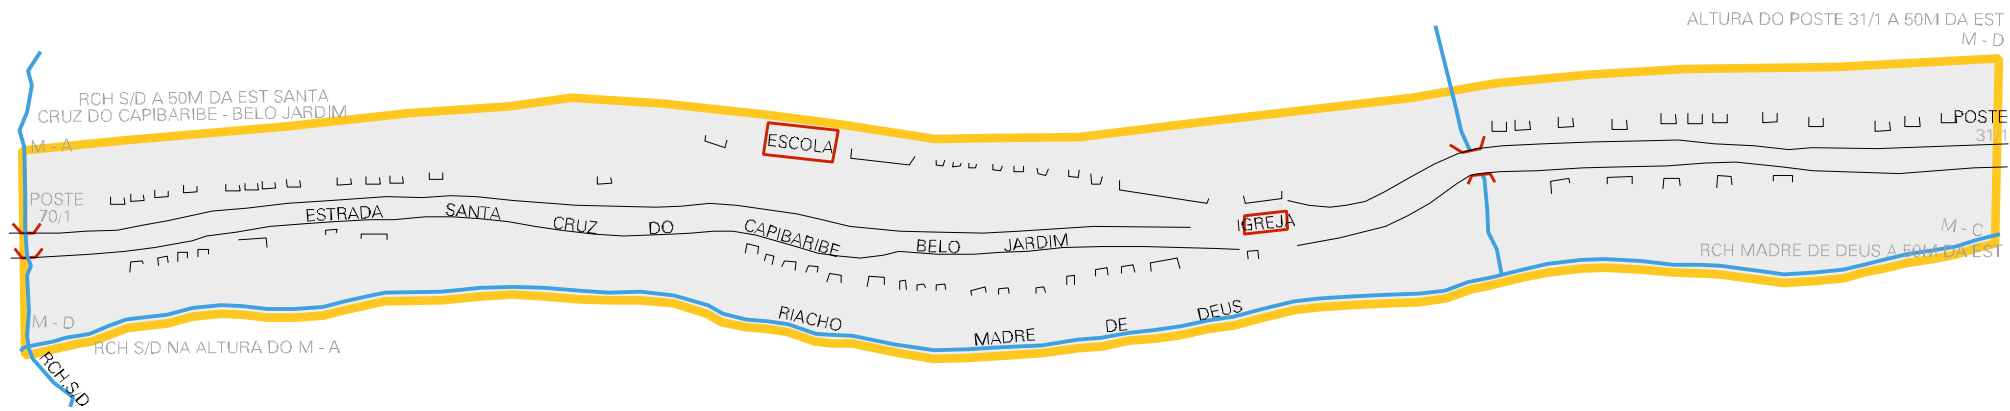 ALTURA DO POSTE 31/1 A 50M DA EST
M - D
RCH S/D A 50M DA EST SANTA
CRUZ DO CAPIBARIBE - BELO JARDIM
M - A
ESCOLA
POSTE
31/1
POSTE
70/1
ESTRADA SANTA CRUZ DO CAPIBARIBE BELO JARDIM
IGREJA
M - C
RCH MADRE DE DEUS A 50M DA EST
M - D
RIACHO MADRE DE DEUS
RCH S/D NA ALTURA DO M - A
RCH.S/D